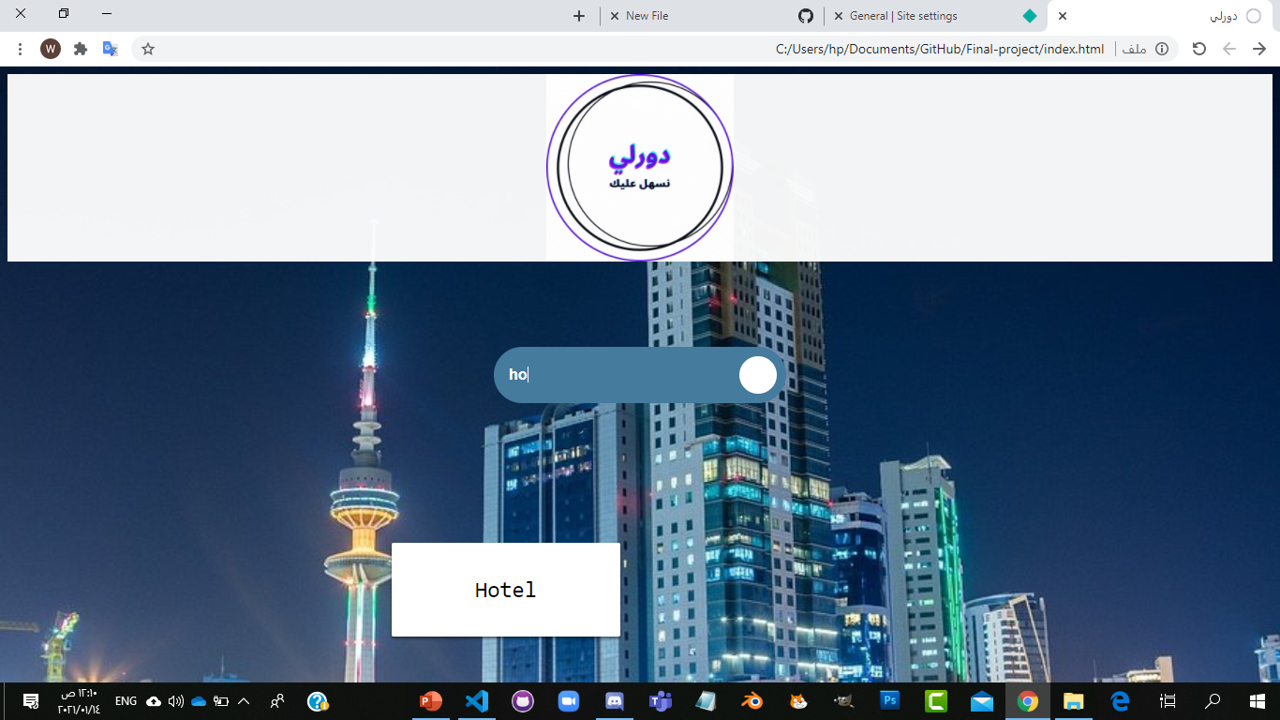 دورلي
General | Site settings
New File
C:/Users/hp/Documents/GitHub/Final-project/index.html
ملف
W
دورلي
نسهل عليك
ho
Hotel
ENG
١٢:١٠ ص
٢٠٢١/٠١/١٤